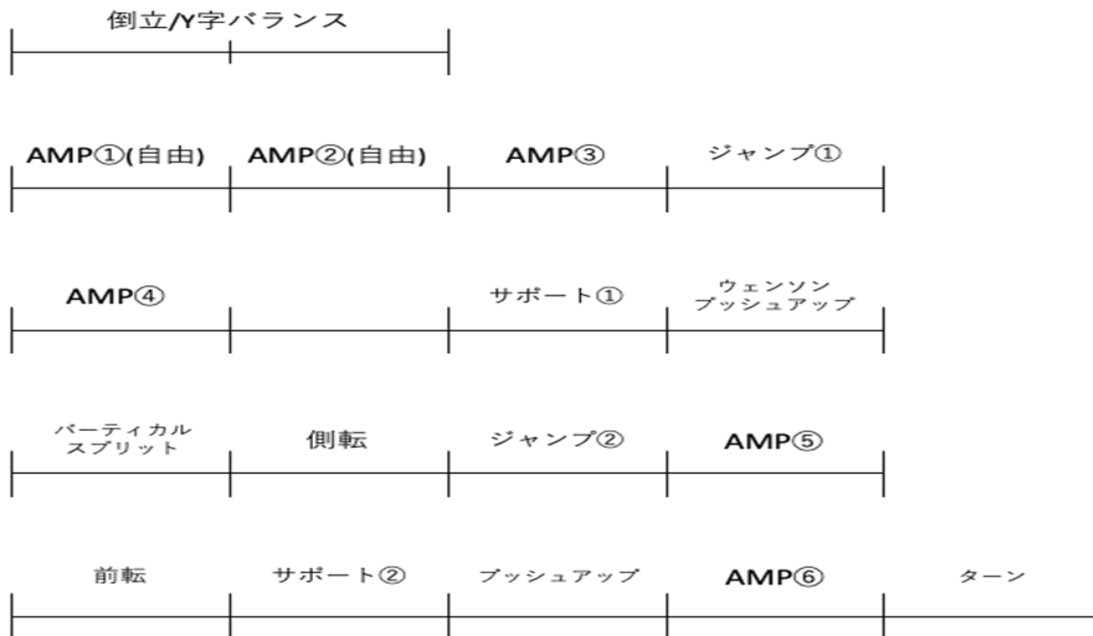 倒立/Y字バランス
AMP①(自由) AMP②(自由) AMP③ ジャンプ①
AMP④ サポート① ウェンソン
プッシュアップ
バーティカル
スプリット 側転 ジャンプ② AMP⑤
前転 サポート② プッシュアップ AMP⑥ ターン